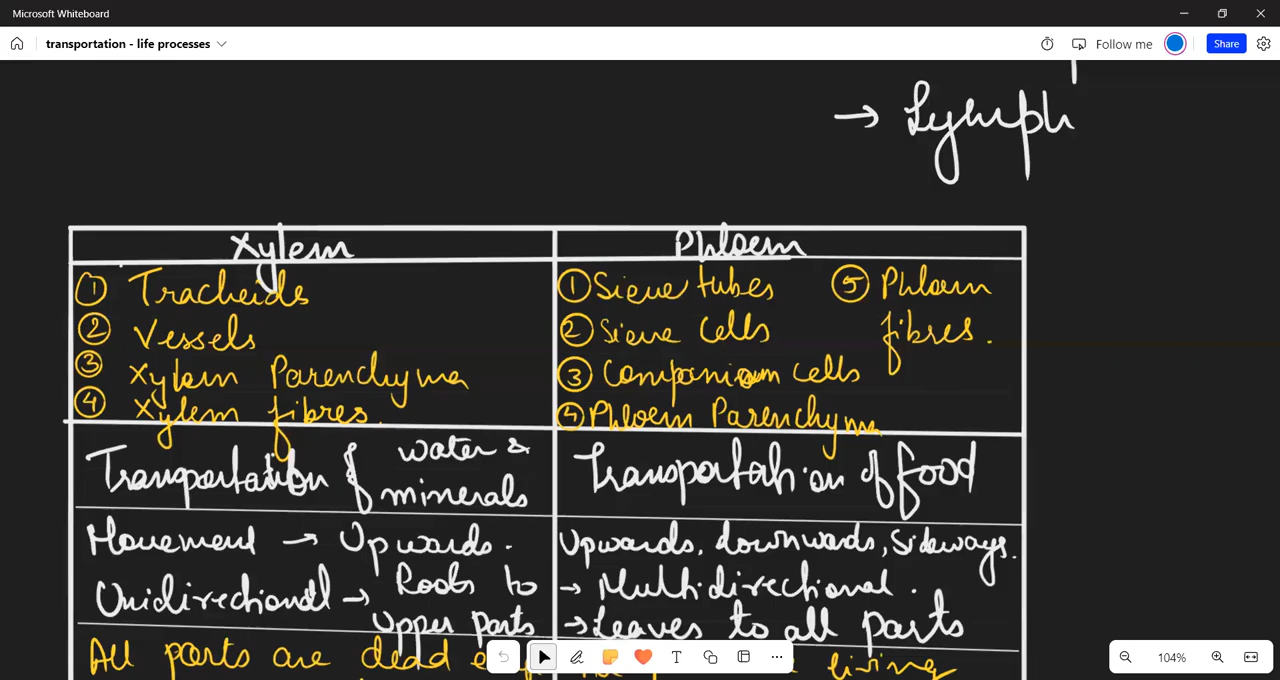 Microsoft Whiteboard
transportation - life processes
Follow me
Share
→ Lymph
Xylem
Phloem
① Tracheids
② Vessels
③ Xylem Parenchyma
④ Xylem fibres.
① Sieve tubes
② Sieve Cells
③ Companion cells
④ Phloem Parenchyma
⑤ Phloem
fibres.
Transportation of water &
minerals
Transportation of food
Movement → Upwards.
Unidirectional → Roots to
Upper parts
Upwards, downwards, Sideways.
→ Multidirectional.
→ Leaves to all parts
All parts are dead
living
104%